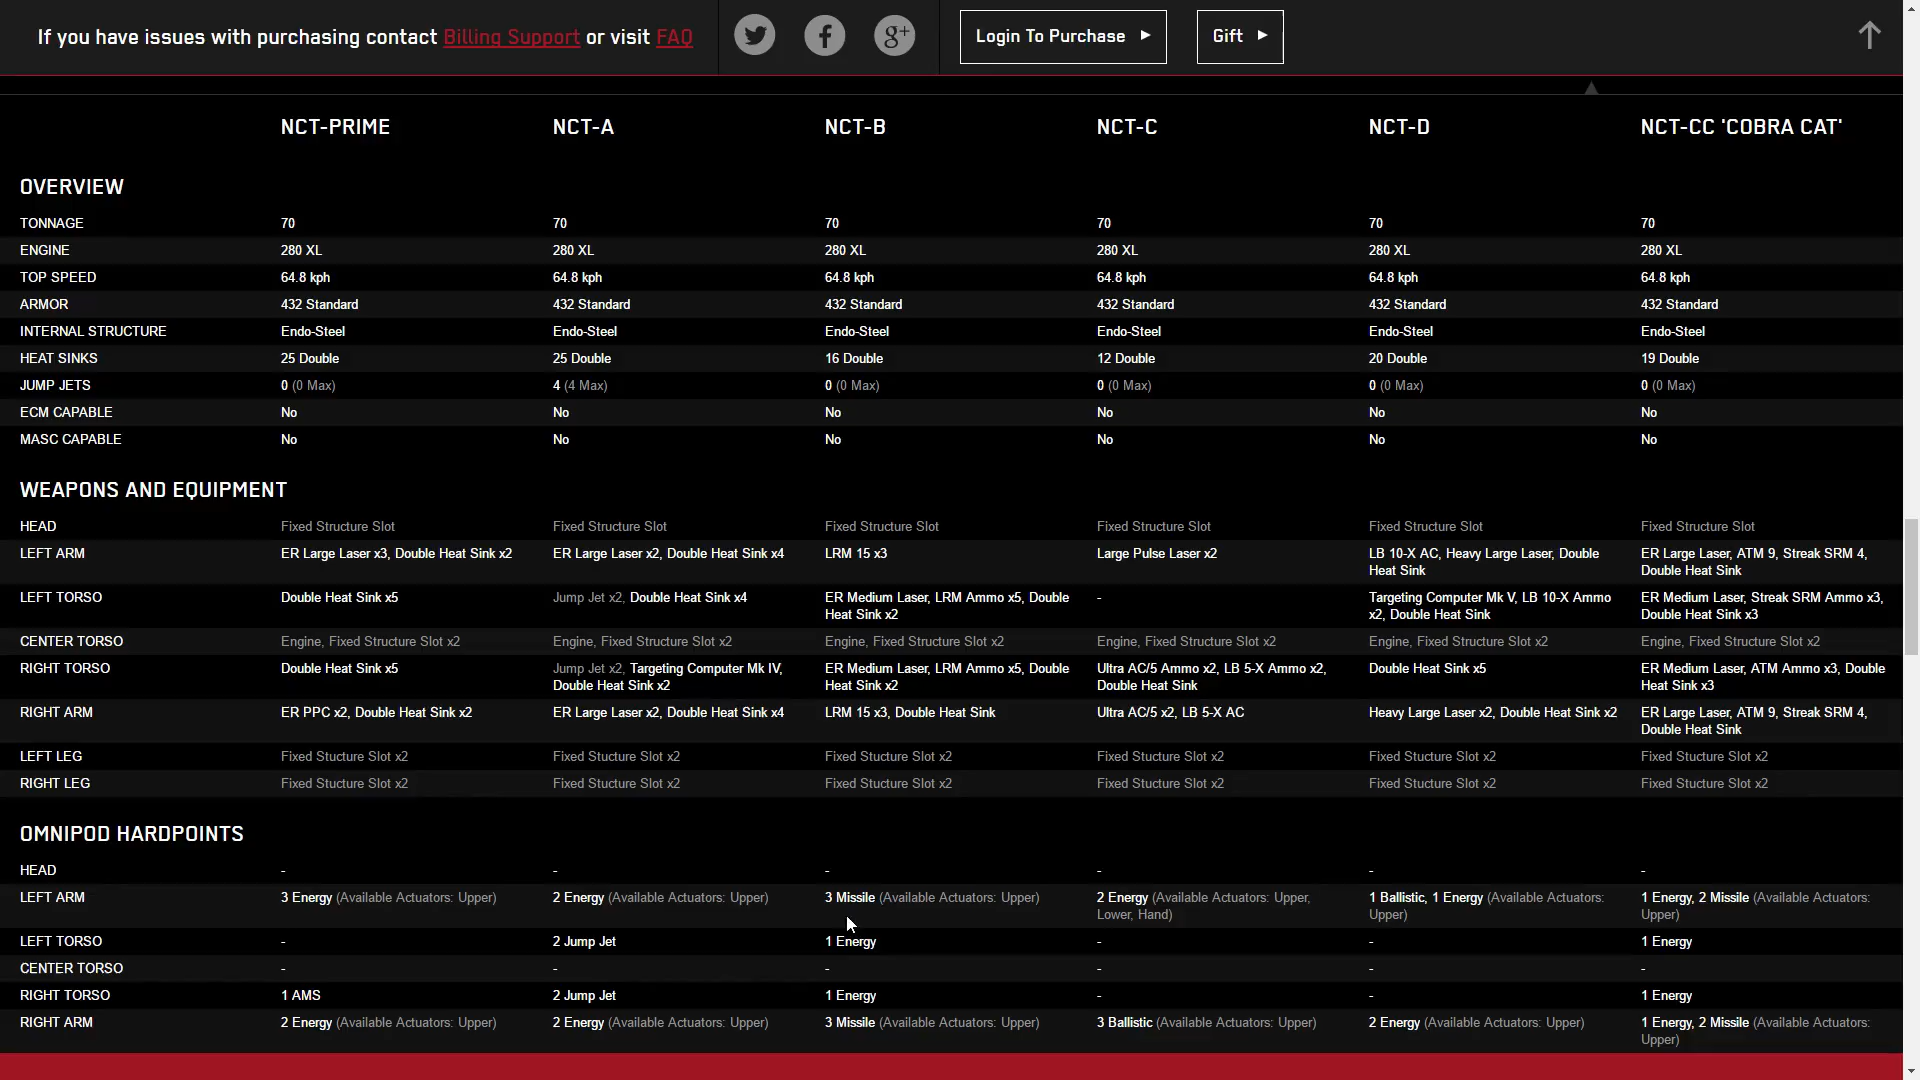 If you have issues with purchasing contact Billing Support or visit FAQ
g+
Login To Purchase
Gift
NCT-PRIME NCT-A NCT-B NCT-C NCT-D NCT-CC 'COBRA CAT'
OVERVIEW
TONNAGE 70 70 70 70 70 70
ENGINE 280 XL 280 XL 280 XL 280 XL 280 XL 280 XL
TOP SPEED 64.8 kph 64.8 kph 64.8 kph 64.8 kph 64.8 kph 64.8 kph
ARMOR 432 Standard 432 Standard 432 Standard 432 Standard 432 Standard 432 Standard
INTERNAL STRUCTURE Endo-Steel Endo-Steel Endo-Steel Endo-Steel Endo-Steel Endo-Steel
HEAT SINKS 25 Double 25 Double 16 Double 12 Double 20 Double 19 Double
JUMP JETS 0 (0 Max) 4 (4 Max) 0 (0 Max) 0 (0 Max) 0 (0 Max) 0 (0 Max)
ECM CAPABLE No No No No No No
MASC CAPABLE No No No No No No
WEAPONS AND EQUIPMENT
HEAD Fixed Structure Slot Fixed Structure Slot Fixed Structure Slot Fixed Structure Slot Fixed Structure Slot Fixed Structure Slot
LEFT ARM ER Large Laser x3, Double Heat Sink x2 ER Large Laser x2, Double Heat Sink x4 LRM 15 x3 Large Pulse Laser x2 LB 10-X AC, Heavy Large Laser, Double ER Large Laser, ATM 9, Streak SRM 4,
Heat Sink Double Heat Sink
LEFT TORSO Double Heat Sink x5 Jump Jet x2, Double Heat Sink x4 ER Medium Laser, LRM Ammo x5, Double - Targeting Computer Mk V, LB 10-X Ammo ER Medium Laser, Streak SRM Ammo x3,
Heat Sink x2 x2, Double Heat Sink Double Heat Sink x3
CENTER TORSO Engine, Fixed Structure Slot x2 Engine, Fixed Structure Slot x2 Engine, Fixed Structure Slot x2 Engine, Fixed Structure Slot x2 Engine, Fixed Structure Slot x2 Engine, Fixed Structure Slot x2
RIGHT TORSO Double Heat Sink x5 Jump Jet x2, Targeting Computer Mk IV, ER Medium Laser, LRM Ammo x5, Double Ultra AC/5 Ammo x2, LB 5-X Ammo x2, Double Heat Sink x5 ER Medium Laser, ATM Ammo x3, Double
Double Heat Sink x2 Heat Sink x2 Double Heat Sink Heat Sink x3
RIGHT ARM ER PPC x2, Double Heat Sink x2 ER Large Laser x2, Double Heat Sink x4 LRM 15 x3, Double Heat Sink Ultra AC/5 x2, LB 5-X AC Heavy Large Laser x2, Double Heat Sink x2 ER Large Laser, ATM 9, Streak SRM 4,
Double Heat Sink
LEFT LEG Fixed Stucture Slot x2 Fixed Stucture Slot x2 Fixed Stucture Slot x2 Fixed Stucture Slot x2 Fixed Stucture Slot x2 Fixed Stucture Slot x2
RIGHT LEG Fixed Stucture Slot x2 Fixed Stucture Slot x2 Fixed Stucture Slot x2 Fixed Stucture Slot x2 Fixed Stucture Slot x2 Fixed Stucture Slot x2
OMNIPOD HARDPOINTS
HEAD - - - - - -
LEFT ARM 3 Energy (Available Actuators: Upper) 2 Energy (Available Actuators: Upper) 3 Missile (Available Actuators: Upper) 2 Energy (Available Actuators: Upper, 1 Ballistic, 1 Energy (Available Actuators: 1 Energy, 2 Missile (Available Actuators:
Lower, Hand) Upper) Upper)
LEFT TORSO - 2 Jump Jet 1 Energy - - 1 Energy
CENTER TORSO - - - - - -
RIGHT TORSO 1 AMS 2 Jump Jet 1 Energy - - 1 Energy
RIGHT ARM 2 Energy (Available Actuators: Upper) 2 Energy (Available Actuators: Upper) 3 Missile (Available Actuators: Upper) 3 Ballistic (Available Actuators: Upper) 2 Energy (Available Actuators: Upper) 1 Energy, 2 Missile (Available Actuators:
Upper)